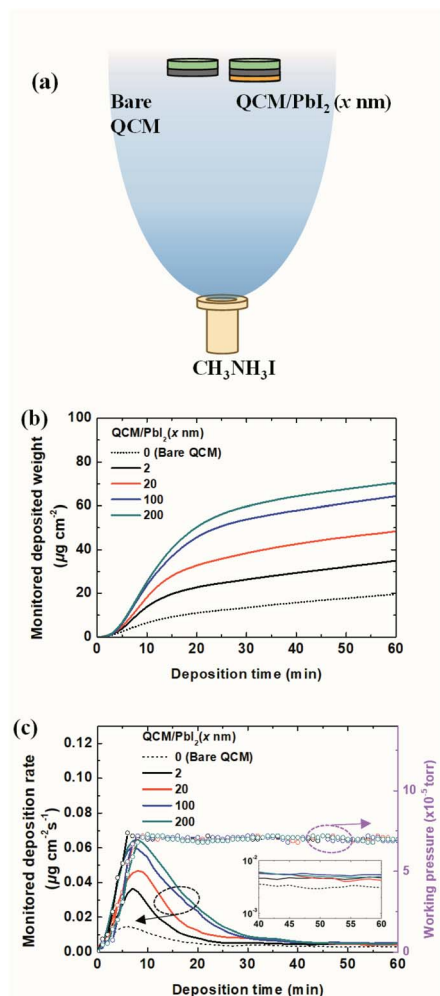 (a)
Bare
QCM
QCM/PbI₂ (x nm)
CH₃NH₃I
(b)
Monitored deposited weight
(µg cm⁻²)
100
80
60
40
20
0
QCM/PbI₂(x nm)
0 (Bare QCM)
2
20
100
200
0 10 20 30 40 50 60
Deposition time (min)
(c)
Monitored deposition rate
(µg cm⁻²s⁻¹)
0.12
0.10
0.08
0.06
0.04
0.02
0.00
QCM/PbI₂(x nm)
0 (Bare QCM)
2
20
100
200
10
5
0
Working pressure (x10⁻⁵ torr)
10⁻²
10⁻³
40 45 50 55 60
0 10 20 30 40 50 60
Deposition time (min)